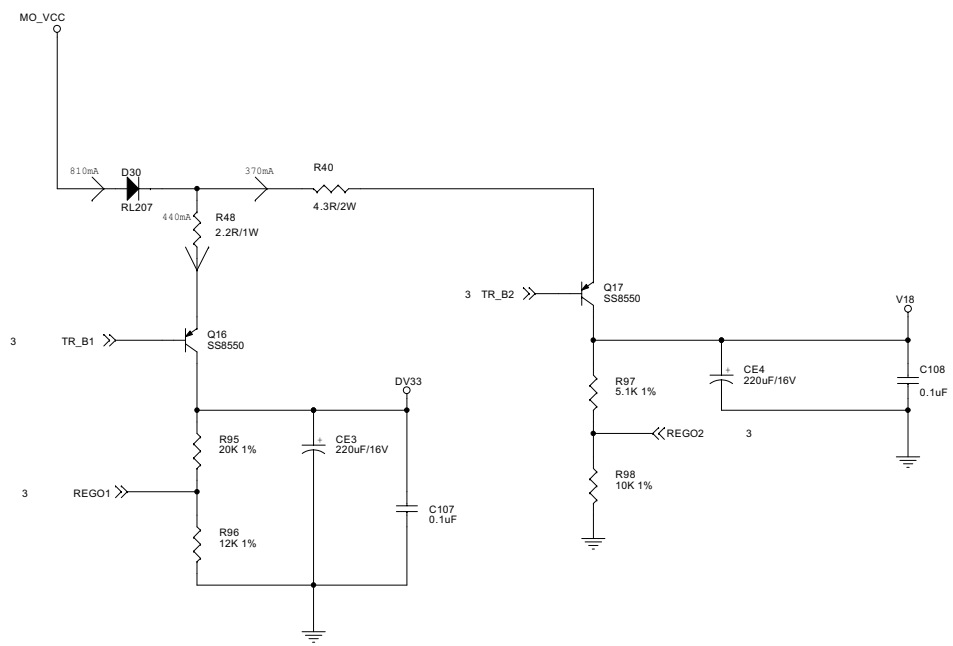 MO_VCC
810mA
D30
RL207
370mA
R40
4.3R/2W
440mA
R48
2.2R/1W
3 TR_B2
Q17
SS8550
V18
3 TR_B1
Q16
SS8550
CE4
220uF/16V
+
C108
0.1uF
R97
5.1K 1%
DV33
REGO2 3
R95
20K 1%
+
CE3
220uF/16V
R98
10K 1%
3 REGO1
C107
0.1uF
R96
12K 1%